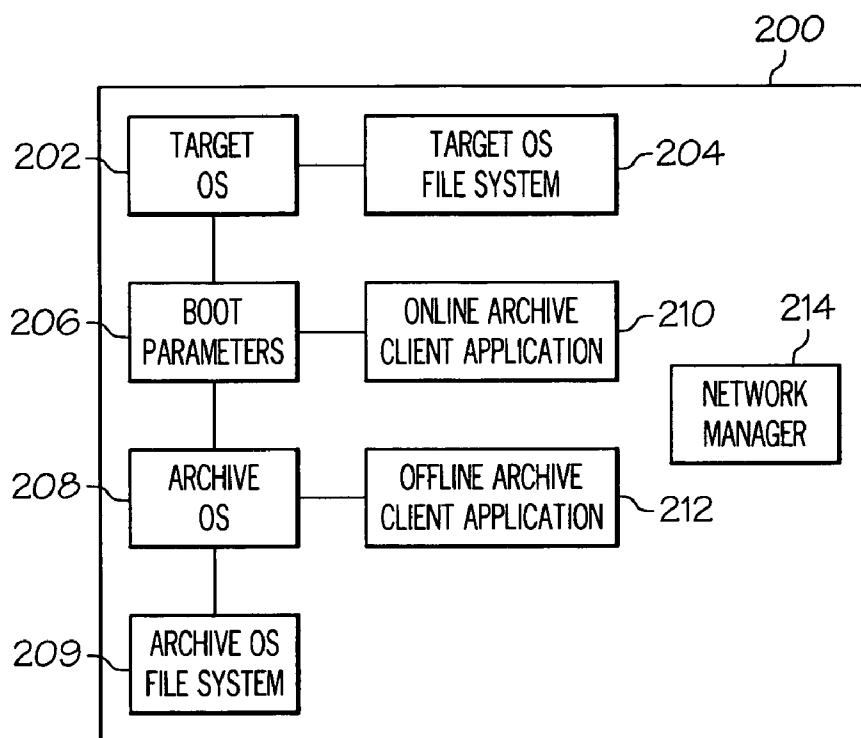 200
202
TARGET
OS
TARGET OS
FILE SYSTEM
204
206
BOOT
PARAMETERS
ONLINE ARCHIVE
CLIENT APPLICATION
210
214
NETWORK
MANAGER
208
ARCHIVE
OS
OFFLINE ARCHIVE
CLIENT APPLICATION
212
209
ARCHIVE OS
FILE SYSTEM